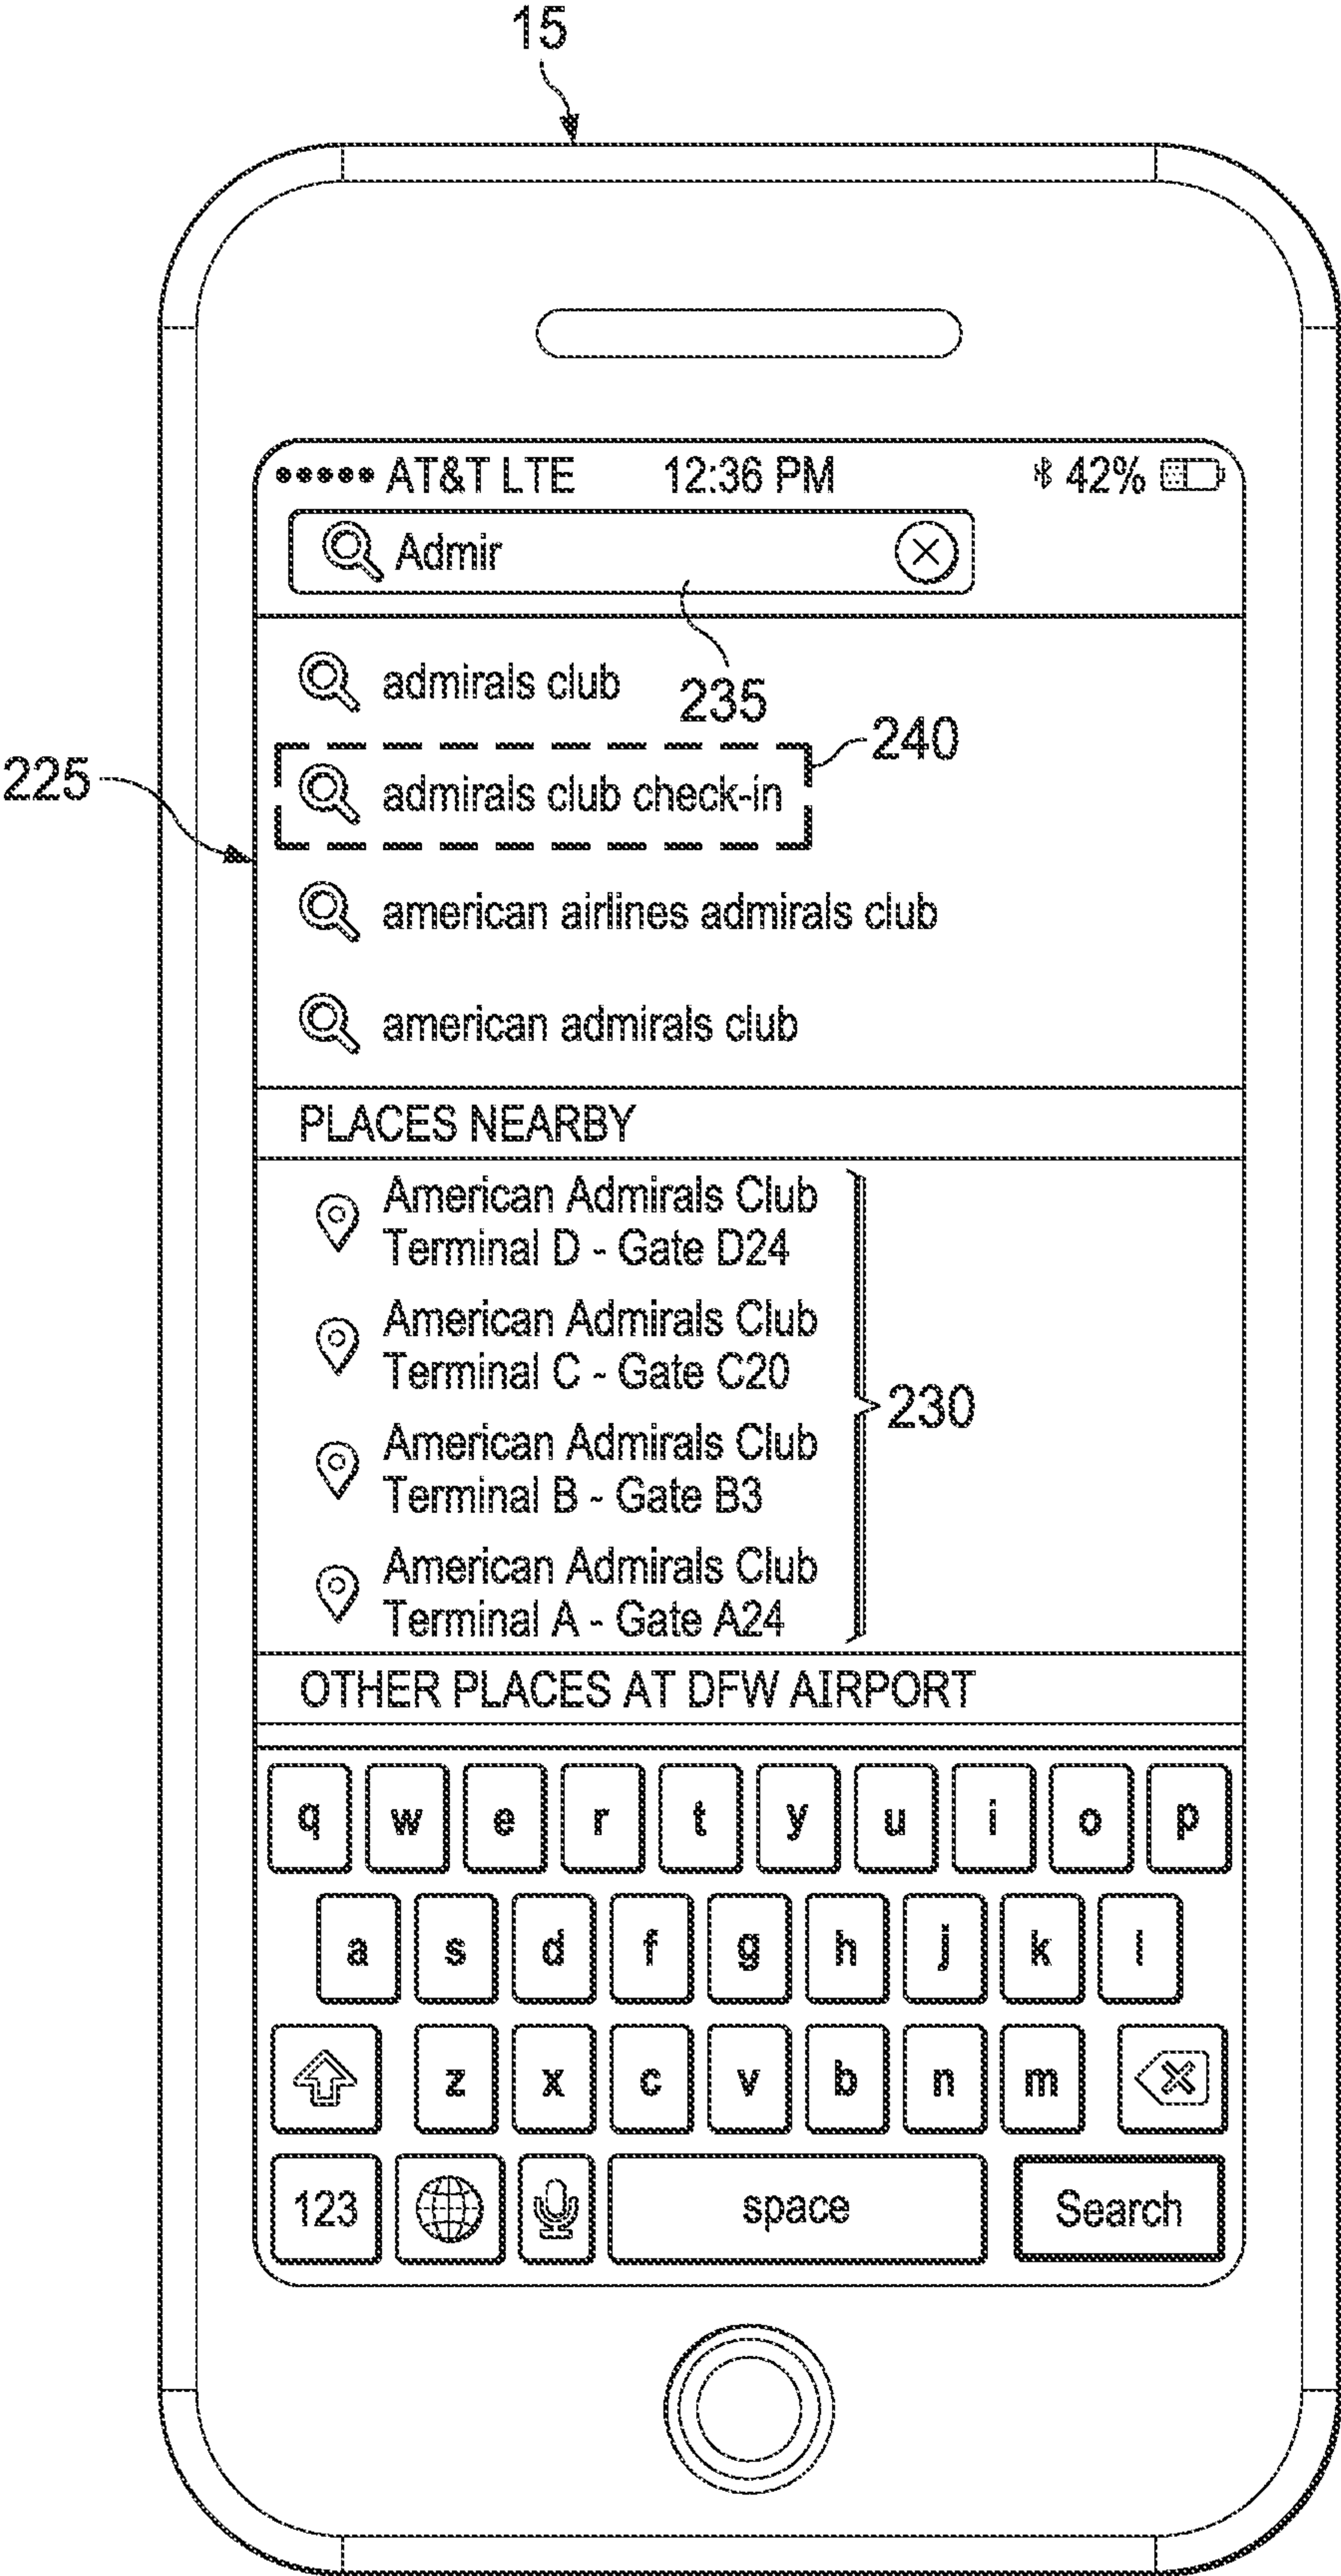 15
AT&T LTE 12:36 PM 42%
Admir
admirals club
235
240
admirals club check-in
225
american airlines admirals club
american admirals club
PLACES NEARBY
American Admirals Club
Terminal D - Gate D24
American Admirals Club
Terminal C - Gate C20
230
American Admirals Club
Terminal B - Gate B3
American Admirals Club
Terminal A - Gate A24
OTHER PLACES AT DFW AIRPORT
q w e r t y u i o p
a s d f g h j k l
z x c v b n m
123 space Search